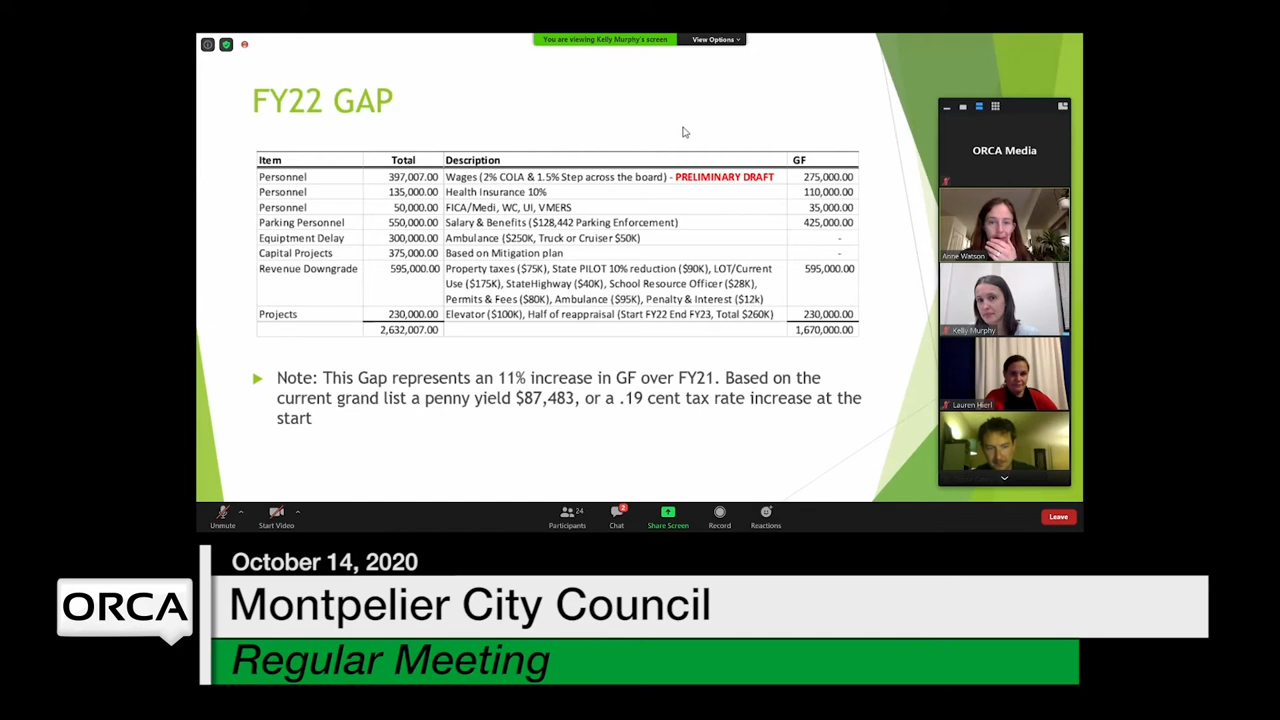 You are viewing Kelly Murphy's screen View Options
FY22 GAP
Item Total Description GF
Personnel 397,007.00 Wages (2% COLA & 1.5% Step across the board) - PRELIMINARY DRAFT 275,000.00
Personnel 135,000.00 Health Insurance 10% 110,000.00
Personnel 50,000.00 FICA/Medi, WC, UI, VMERS 35,000.00
Parking Personnel 550,000.00 Salary & Benefits ($128,442 Parking Enforcement) 425,000.00
Equiptment Delay 300,000.00 Ambulance ($250K, Truck or Cruiser $50K) -
Capital Projects 375,000.00 Based on Mitigation plan -
Revenue Downgrade 595,000.00 Property taxes ($75K), State PILOT 10% reduction ($90K), LOT/Current 595,000.00
Use ($175K), StateHighway ($40K), School Resource Officer ($28K),
Permits & Fees ($80K), Ambulance ($95K), Penalty & Interest ($12k)
Projects 230,000.00 Elevator ($100K), Half of reappraisal (Start FY22 End FY23, Total $260K) 230,000.00
2,632,007.00 1,670,000.00
Note: This Gap represents an 11% increase in GF over FY21. Based on the
current grand list a penny yield $87,483, or a .19 cent tax rate increase at the
start
ORCA Media
Anne Watson
Kelly Murphy
Lauren Hierl
Unmute Start Video Participants 24 Chat 2 Share Screen Record Reactions Leave
October 14, 2020
ORCA
Montpelier City Council
Regular Meeting